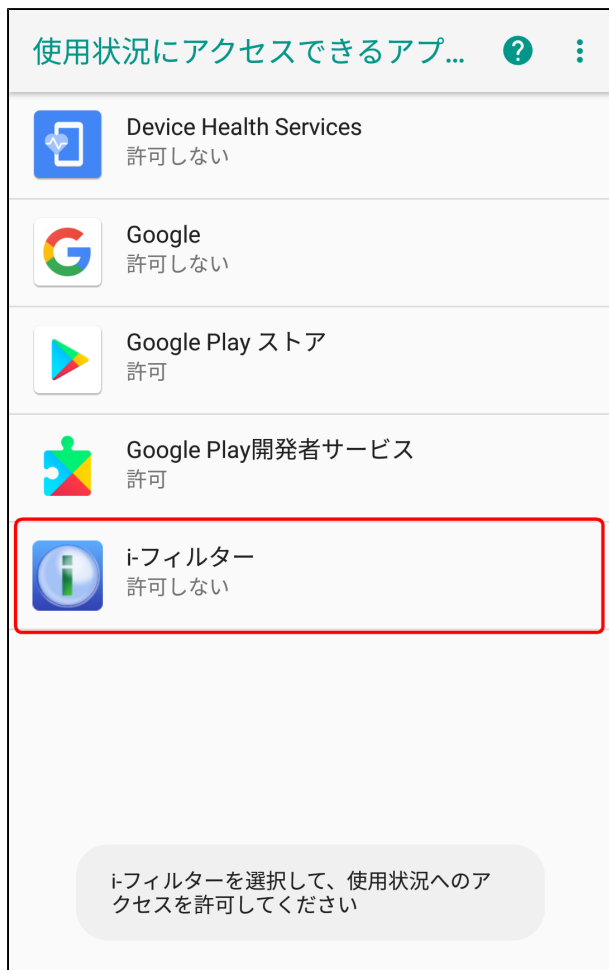 使用状況にアクセスできるアプ...
Device Health Services
許可しない
Google
許可しない
Google Play ストア
許可
Google Play開発者サービス
許可
i-フィルター
許可しない
i-フィルターを選択して、使用状況へのア
クセスを許可してください